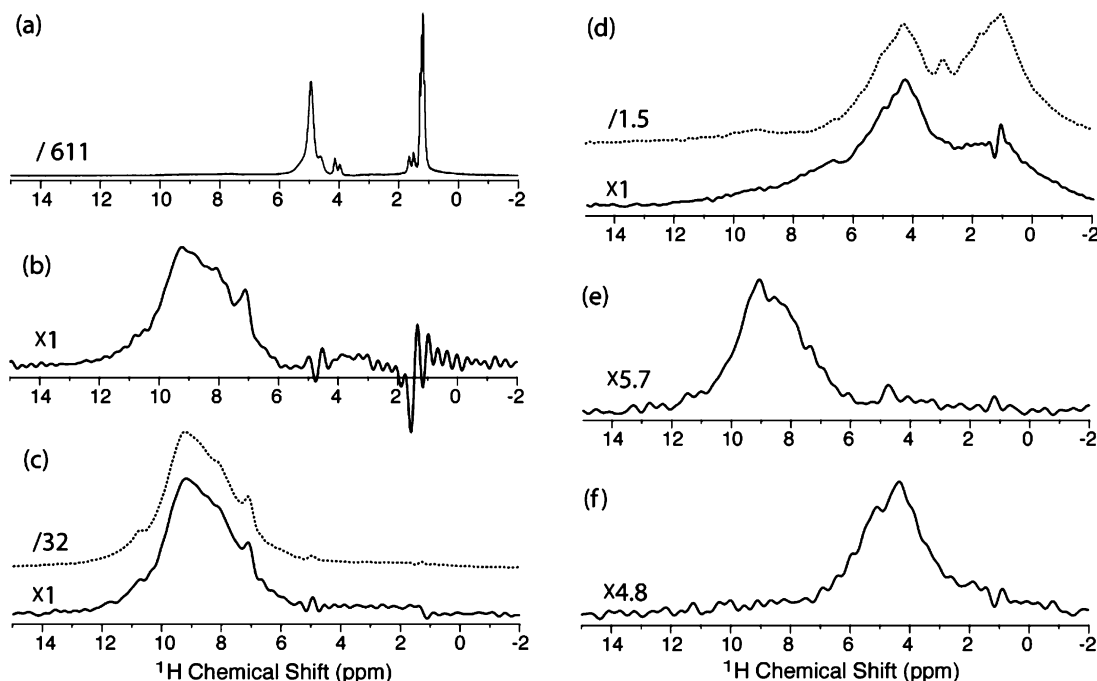 (a)
/ 611
14 12 10 8 6 4 2 0 -2
(b)
X1
14 12 10 8 6 4 2 0 -2
(c)
/32
X1
14 12 10 8 6 4 2 0 -2
¹H Chemical Shift (ppm)
(d)
/1.5
X1
14 12 10 8 6 4 2 0 -2
(e)
X5.7
14 12 10 8 6 4 2 0 -2
(f)
X4.8
14 12 10 8 6 4 2 0 -2
¹H Chemical Shift (ppm)